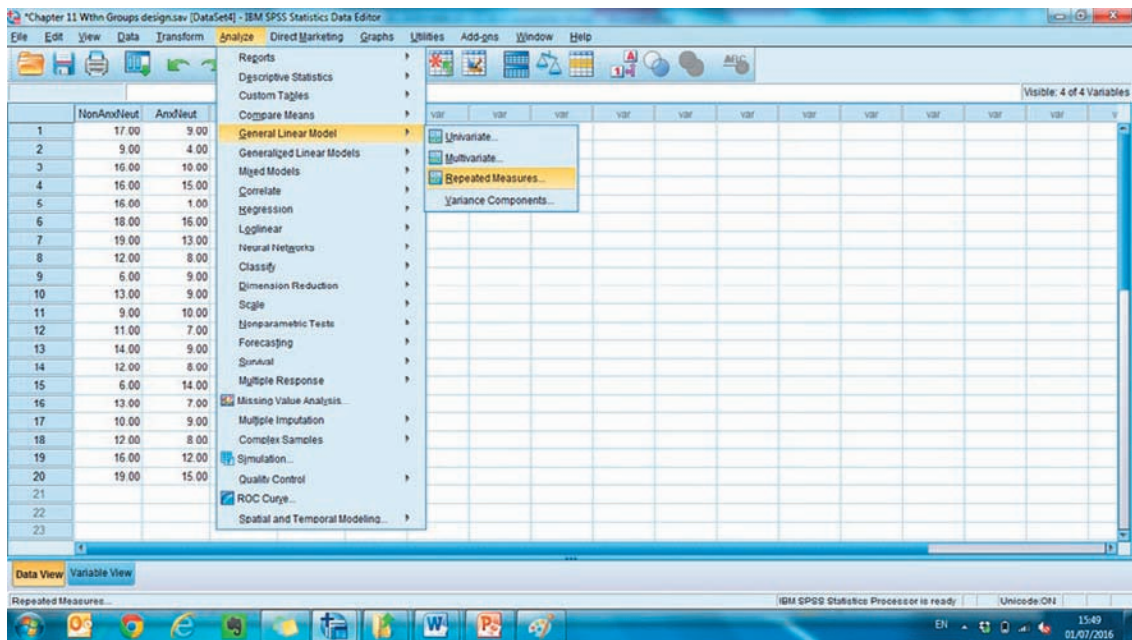 *Chapter 11 Wthn Groups design.sav [DataSet4] - IBM SPSS Statistics Data Editor
File Edit View Data Transform Analyze Direct Marketing Graphs Utilities Add-ons Window Help
Visible: 4 of 4 Variables
NonAnxNeut AnxNeut var var var var var var var var var v
1 17.00 9.00
2 9.00 4.00
3 16.00 10.00
4 16.00 15.00
5 16.00 1.00
6 18.00 16.00
7 19.00 13.00
8 12.00 8.00
9 6.00 9.00
10 13.00 9.00
11 9.00 10.00
12 11.00 7.00
13 14.00 9.00
14 12.00 8.00
15 6.00 14.00
16 13.00 7.00
17 10.00 9.00
18 12.00 8.00
19 16.00 12.00
20 19.00 15.00
21
22
23
Reports
Descriptive Statistics
Custom Tables
Compare Means
General Linear Model
Generalized Linear Models
Mixed Models
Correlate
Regression
Loglinear
Neural Networks
Classify
Dimension Reduction
Scale
Nonparametric Tests
Forecasting
Survival
Multiple Response
Missing Value Analysis...
Multiple Imputation
Complex Samples
Simulation...
Quality Control
ROC Curve...
Spatial and Temporal Modeling...
Univariate...
Multivariate...
Repeated Measures...
Variance Components...
Data View Variable View
Repeated Measures... IBM SPSS Statistics Processor is ready Unicode:ON
EN 15:49
01/07/2016